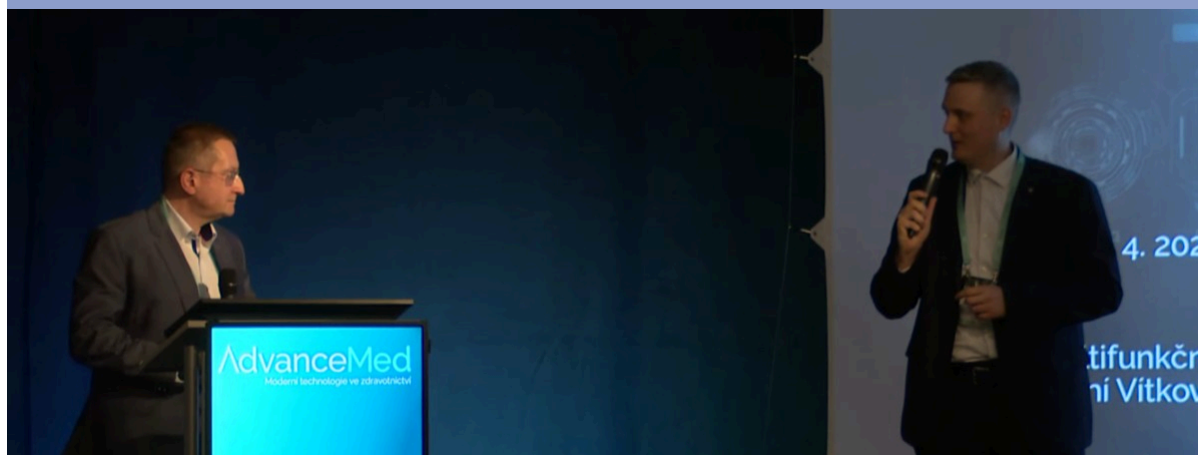 AdvanceMed
Moderní technologie ve zdravotnictví
4. 202
tifunkčn
ní Vítkov